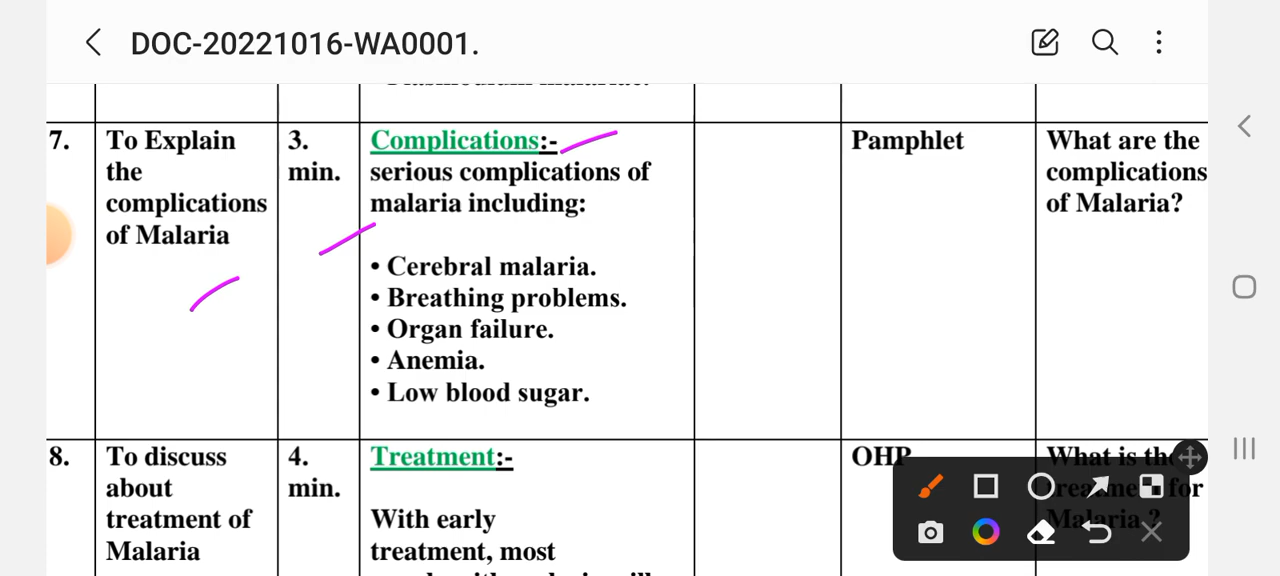 DOC-20221016-WA0001.
7.
To Explain
the
complications
of Malaria
3.
min.
Complications:-
serious complications of
malaria including:
• Cerebral malaria.
• Breathing problems.
• Organ failure.
• Anemia.
• Low blood sugar.
Pamphlet
What are the
complications
of Malaria?
8.
To discuss
about
treatment of
Malaria
4.
min.
Treatment:-
With early
treatment, most
OHP
What is the
for
Malaria ?